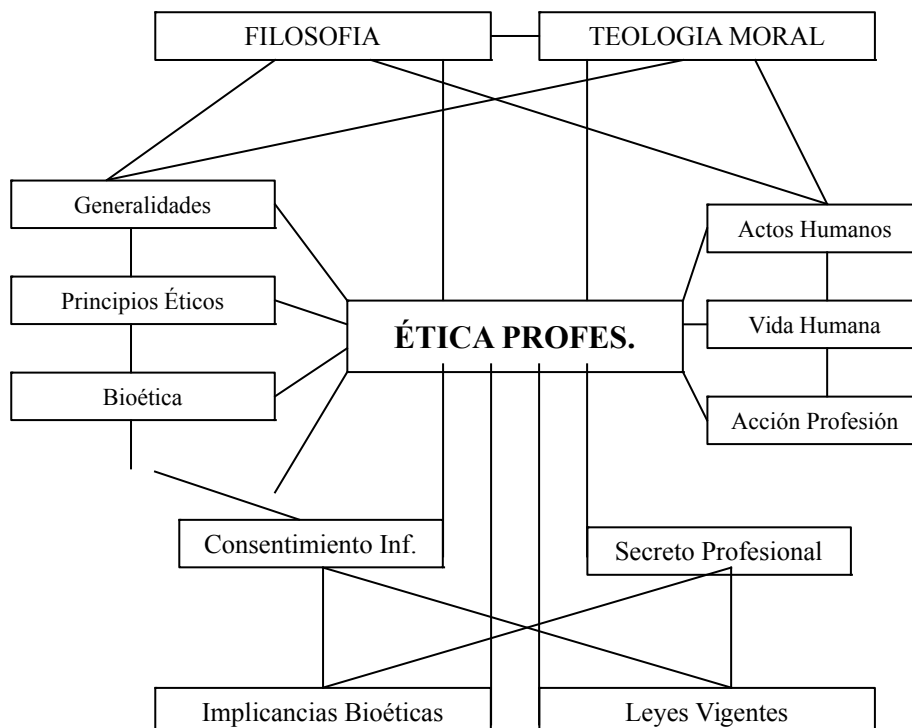 FILOSOFIA
TEOLOGIA MORAL
Generalidades
Actos Humanos
Principios Éticos
ÉTICA PROFES.
Vida Humana
Bioética
Acción Profesión
Consentimiento Inf.
Secreto Profesional
Implicancias Bioéticas
Leyes Vigentes